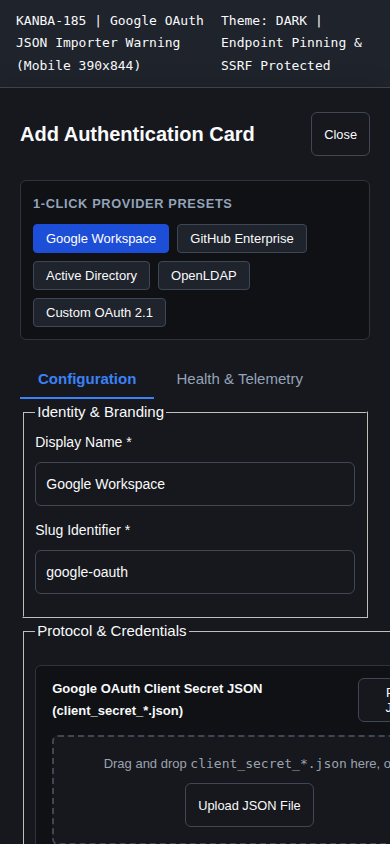 KANBA-185 | Google OAuth JSON Importer Warning (Mobile 390x844)
Theme: DARK | Endpoint Pinning & SSRF Protected
Add Authentication Card
Close
1-CLICK PROVIDER PRESETS
Google Workspace
GitHub Enterprise
Active Directory
OpenLDAP
Custom OAuth 2.1
Configuration
Health & Telemetry
Identity & Branding
Display Name *
Google Workspace
Slug Identifier *
google-oauth
Protocol & Credentials
Google OAuth Client Secret JSON
(client_secret_*.json)
Drag and drop client_secret_*.json here, o
Upload JSON File